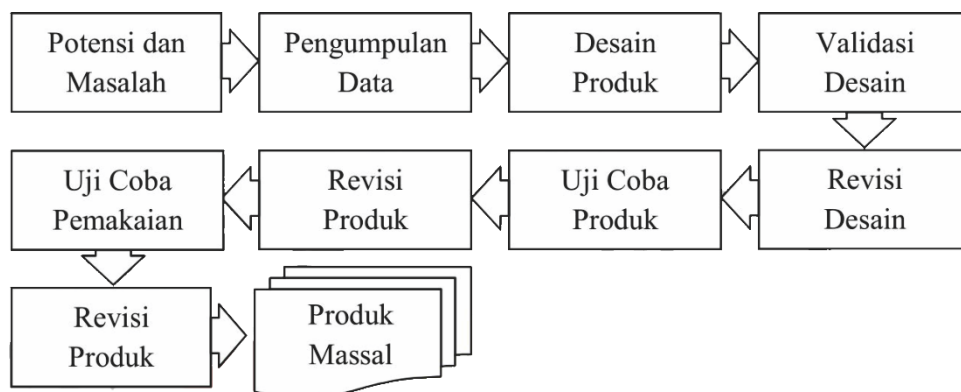 Potensi dan
Masalah
Pengumpulan
Data
Desain
Produk
Validasi
Desain
Uji Coba
Pemakaian
Revisi
Produk
Uji Coba
Produk
Revisi
Desain
Revisi
Produk
Produk
Massal